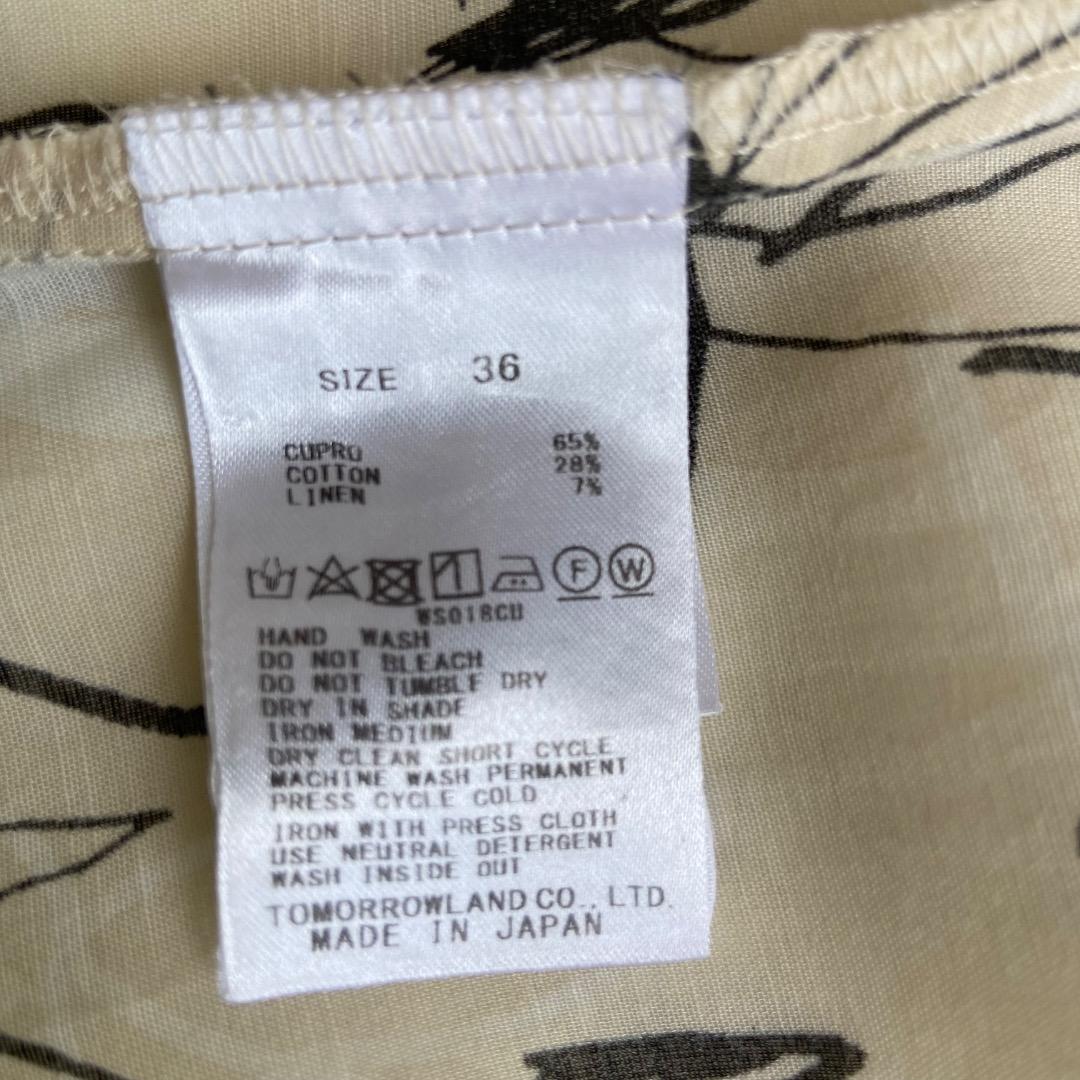 SIZE 36
CUPRO 65%
COTTON 28%
LINEN 7%
F W
WS018CU
HAND WASH
DO NOT BLEACH
DO NOT TUMBLE DRY
DRY IN SHADE
IRON MEDIUM
DRY CLEAN SHORT CYCLE
MACHINE WASH PERMANENT
PRESS CYCLE COLD
IRON WITH PRESS CLOTH
USE NEUTRAL DETERGENT
WASH INSIDE OUT
TOMORROWLAND CO., LTD.
MADE IN JAPAN